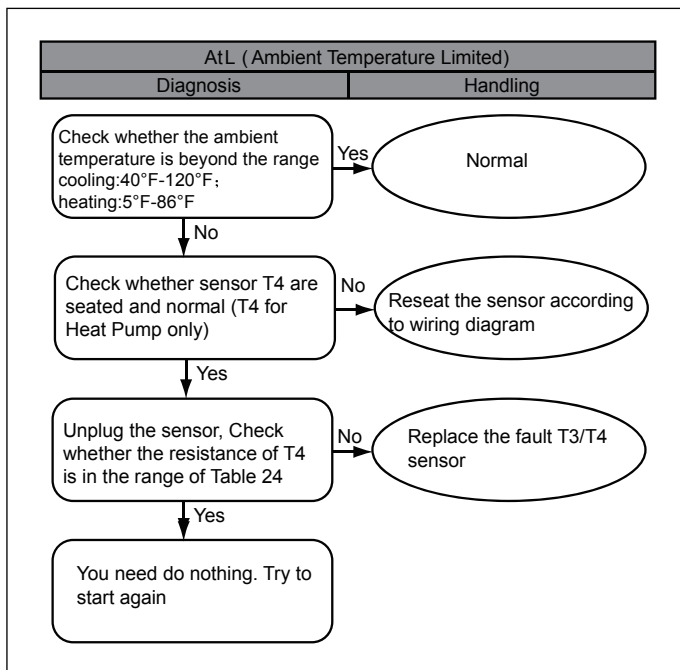 AtL ( Ambient Temperature Limited)
Diagnosis
Handling
Check whether the ambient
temperature is beyond the range
cooling:40°F-120°F;
heating:5°F-86°F
Yes
Normal
No
Check whether sensor T4 are
seated and normal (T4 for
Heat Pump only)
No
Reseat the sensor according
to wiring diagram
Yes
Unplug the sensor, Check
whether the resistance of T4
is in the range of Table 24
No
Replace the fault T3/T4
sensor
Yes
You need do nothing. Try to
start again